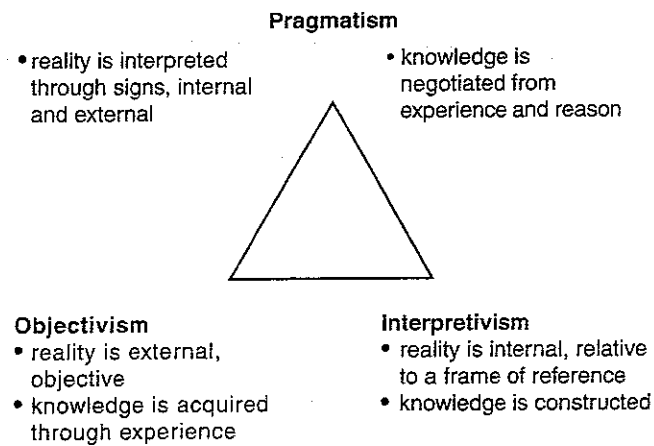 Pragmatism
• reality is interpreted
through signs, internal
and external
• knowledge is
negotiated from
experience and reason
Objectivism
• reality is external,
objective
• knowledge is acquired
through experience
Interpretivism
• reality is internal, relative
to a frame of reference
• knowledge is constructed